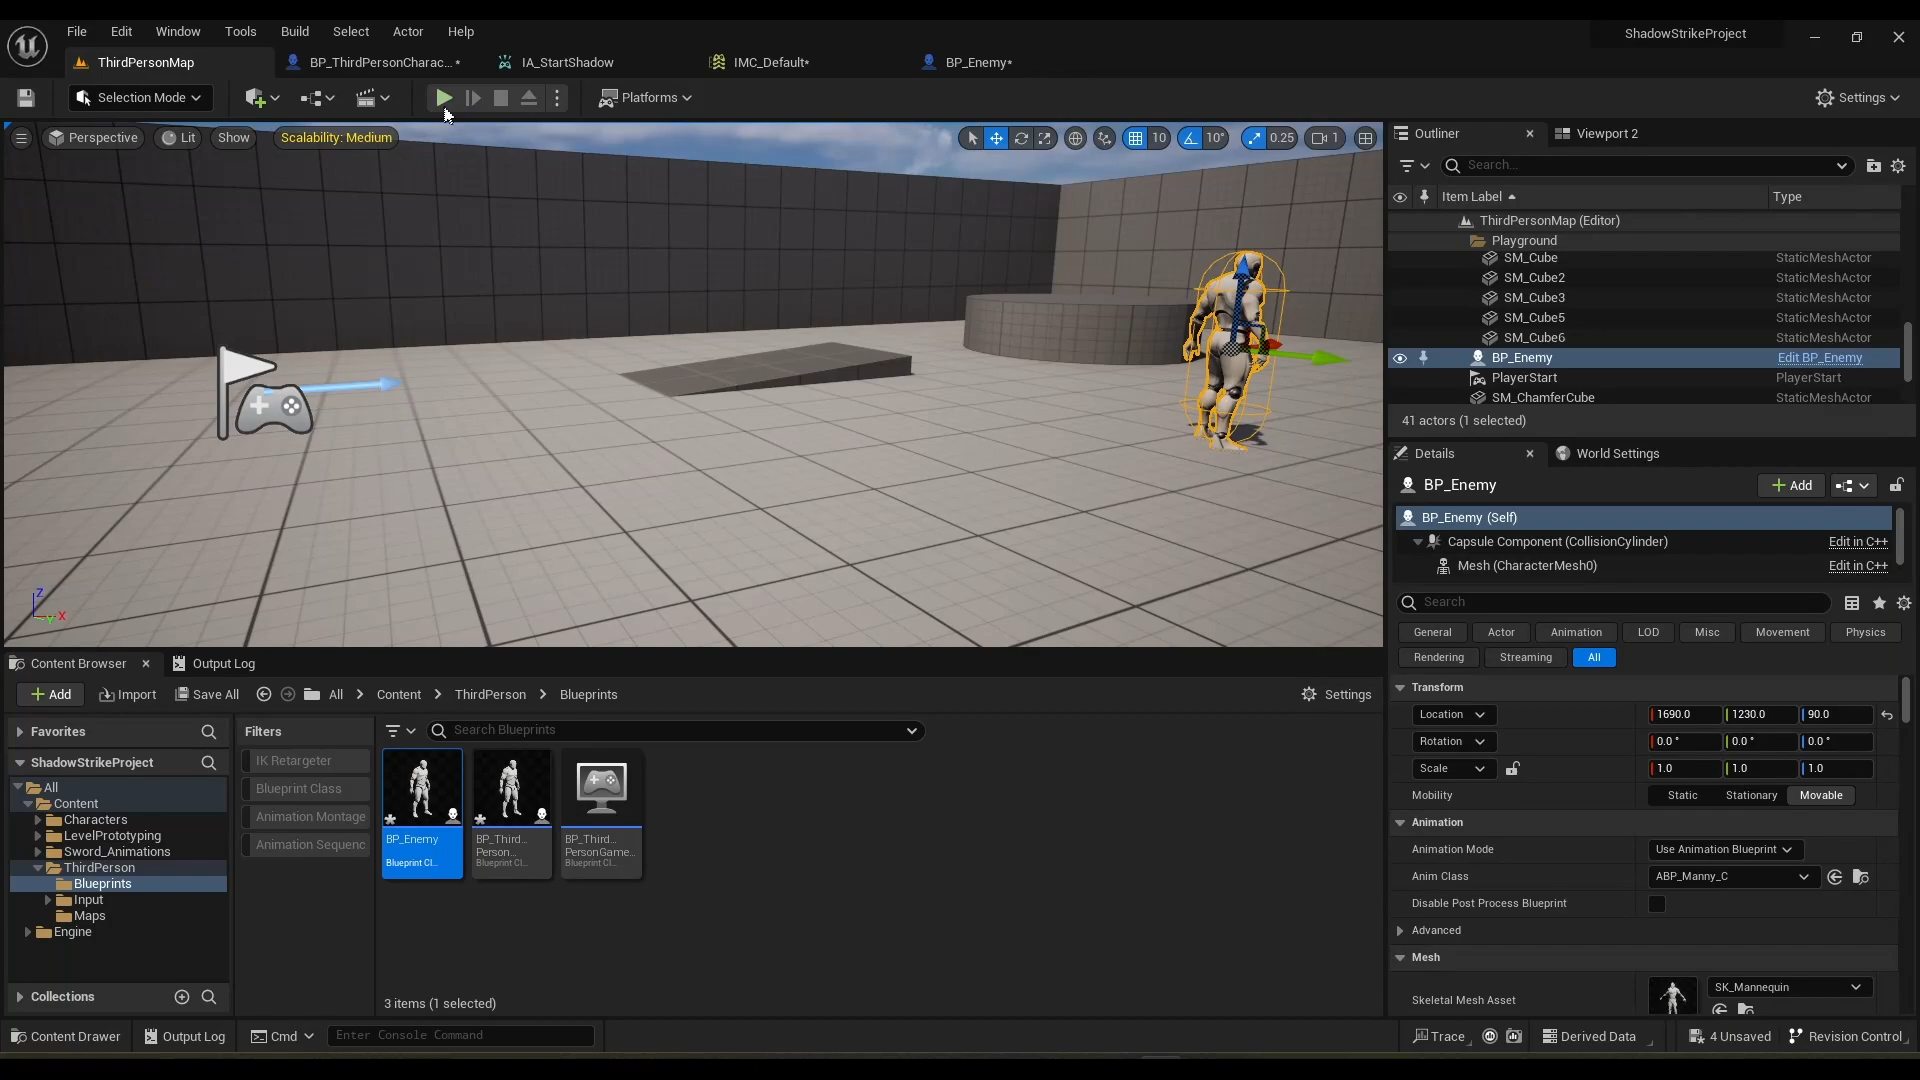 File Edit Window Tools Build Select Actor Help
ShadowStrikeProject
ThirdPersonMap
BP_ThirdPersonCharac...*
IA_StartShadow
IMC_Default*
BP_Enemy*
Selection Mode
Platforms
Settings
Perspective Lit Show Scalability: Medium
10 10° 0.25 1
Outliner
Viewport 2
Search...
Item Label Type
ThirdPersonMap (Editor)
Playground
SM_Cube StaticMeshActor
SM_Cube2 StaticMeshActor
SM_Cube3 StaticMeshActor
SM_Cube5 StaticMeshActor
SM_Cube6 StaticMeshActor
BP_Enemy Edit BP_Enemy
PlayerStart PlayerStart
SM_ChamferCube StaticMeshActor
41 actors (1 selected)
Details
World Settings
BP_Enemy
Add
BP_Enemy (Self)
Capsule Component (CollisionCylinder) Edit in C++
Mesh (CharacterMesh0) Edit in C++
Search
General Actor Animation LOD Misc Movement Physics
Rendering Streaming All
Transform
Location 1690.0 1230.0 90.0
Rotation 0.0 ° 0.0 ° 0.0 °
Scale 1.0 1.0 1.0
Mobility Static Stationary Movable
Animation
Animation Mode Use Animation Blueprint
Anim Class ABP_Manny_C
Disable Post Process Blueprint
Advanced
Mesh
Skeletal Mesh Asset SK_Mannequin
Z
Y X
Content Browser
Output Log
Add Import Save All All Content ThirdPerson Blueprints
Settings
Favorites
ShadowStrikeProject
All
Content
Characters
LevelPrototyping
Sword_Animations
ThirdPerson
Blueprints
Input
Maps
Engine
Collections
Filters
IK Retargeter
Blueprint Class
Animation Montage
Animation Sequenc
Search Blueprints
BP_Enemy
Blueprint Cl...
BP_Third...
Person...
Blueprint Cl...
BP_Third...
PersonGame...
Blueprint Cl...
3 items (1 selected)
Content Drawer Output Log Cmd Enter Console Command
Trace Derived Data 4 Unsaved Revision Control